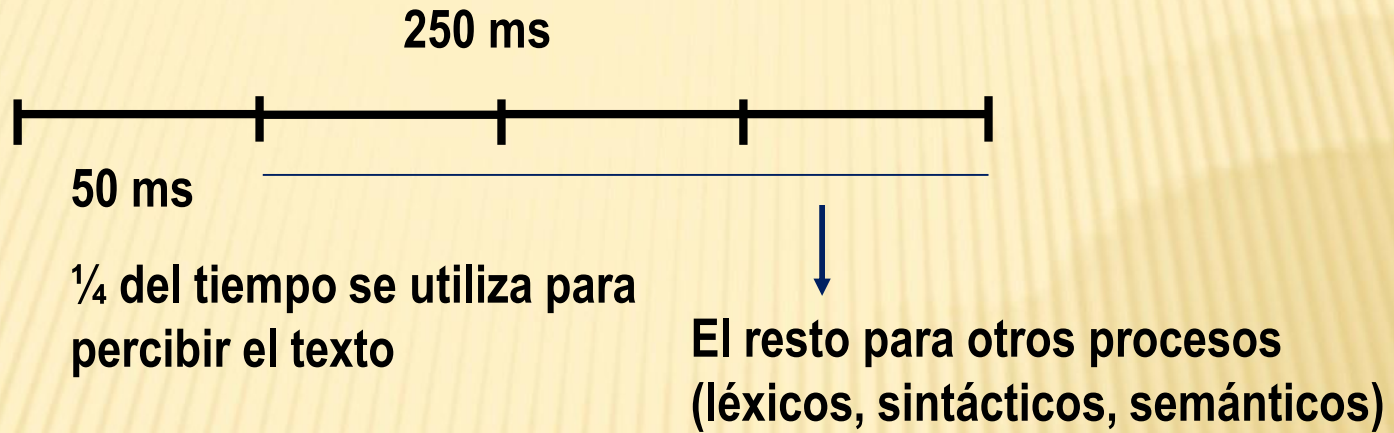 250 ms
50 ms
¼ del tiempo se utiliza para
percibir el texto
El resto para otros procesos
(léxicos, sintácticos, semánticos)